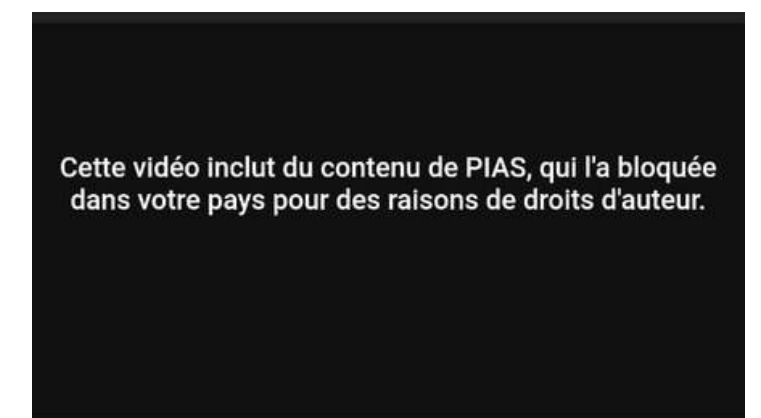 Cette vidéo inclut du contenu de PIAS, qui l'a bloquée
dans votre pays pour des raisons de droits d'auteur.